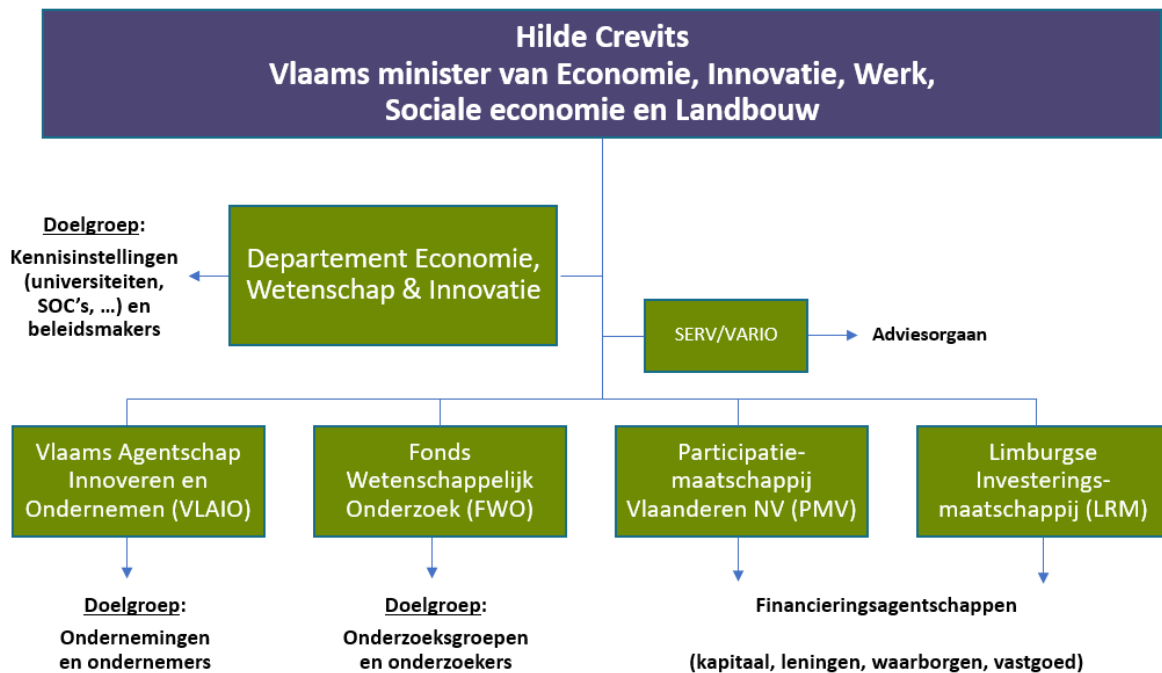 Hilde Crevits
Vlaams minister van Economie, Innovatie, Werk,
Sociale economie en Landbouw
Doelgroep:
Kennisinstellingen
(universiteiten,
SOC's, ...) en
beleidsmakers
Departement Economie,
Wetenschap & Innovatie
SERV/VARIO
Adviesorgaan
Vlaams Agentschap
Innoveren en
Ondernemen (VLAIO)
Fonds
Wetenschappelijk
Onderzoek (FWO)
Participatie-
maatschappij
Vlaanderen NV (PMV)
Limburgse
Investerings-
maatschappij (LRM)
Doelgroep:
Ondernemingen
en ondernemers
Doelgroep:
Onderzoeksgroepen
en onderzoekers
Financieringsagentschappen
(kapitaal, leningen, waarborgen, vastgoed)